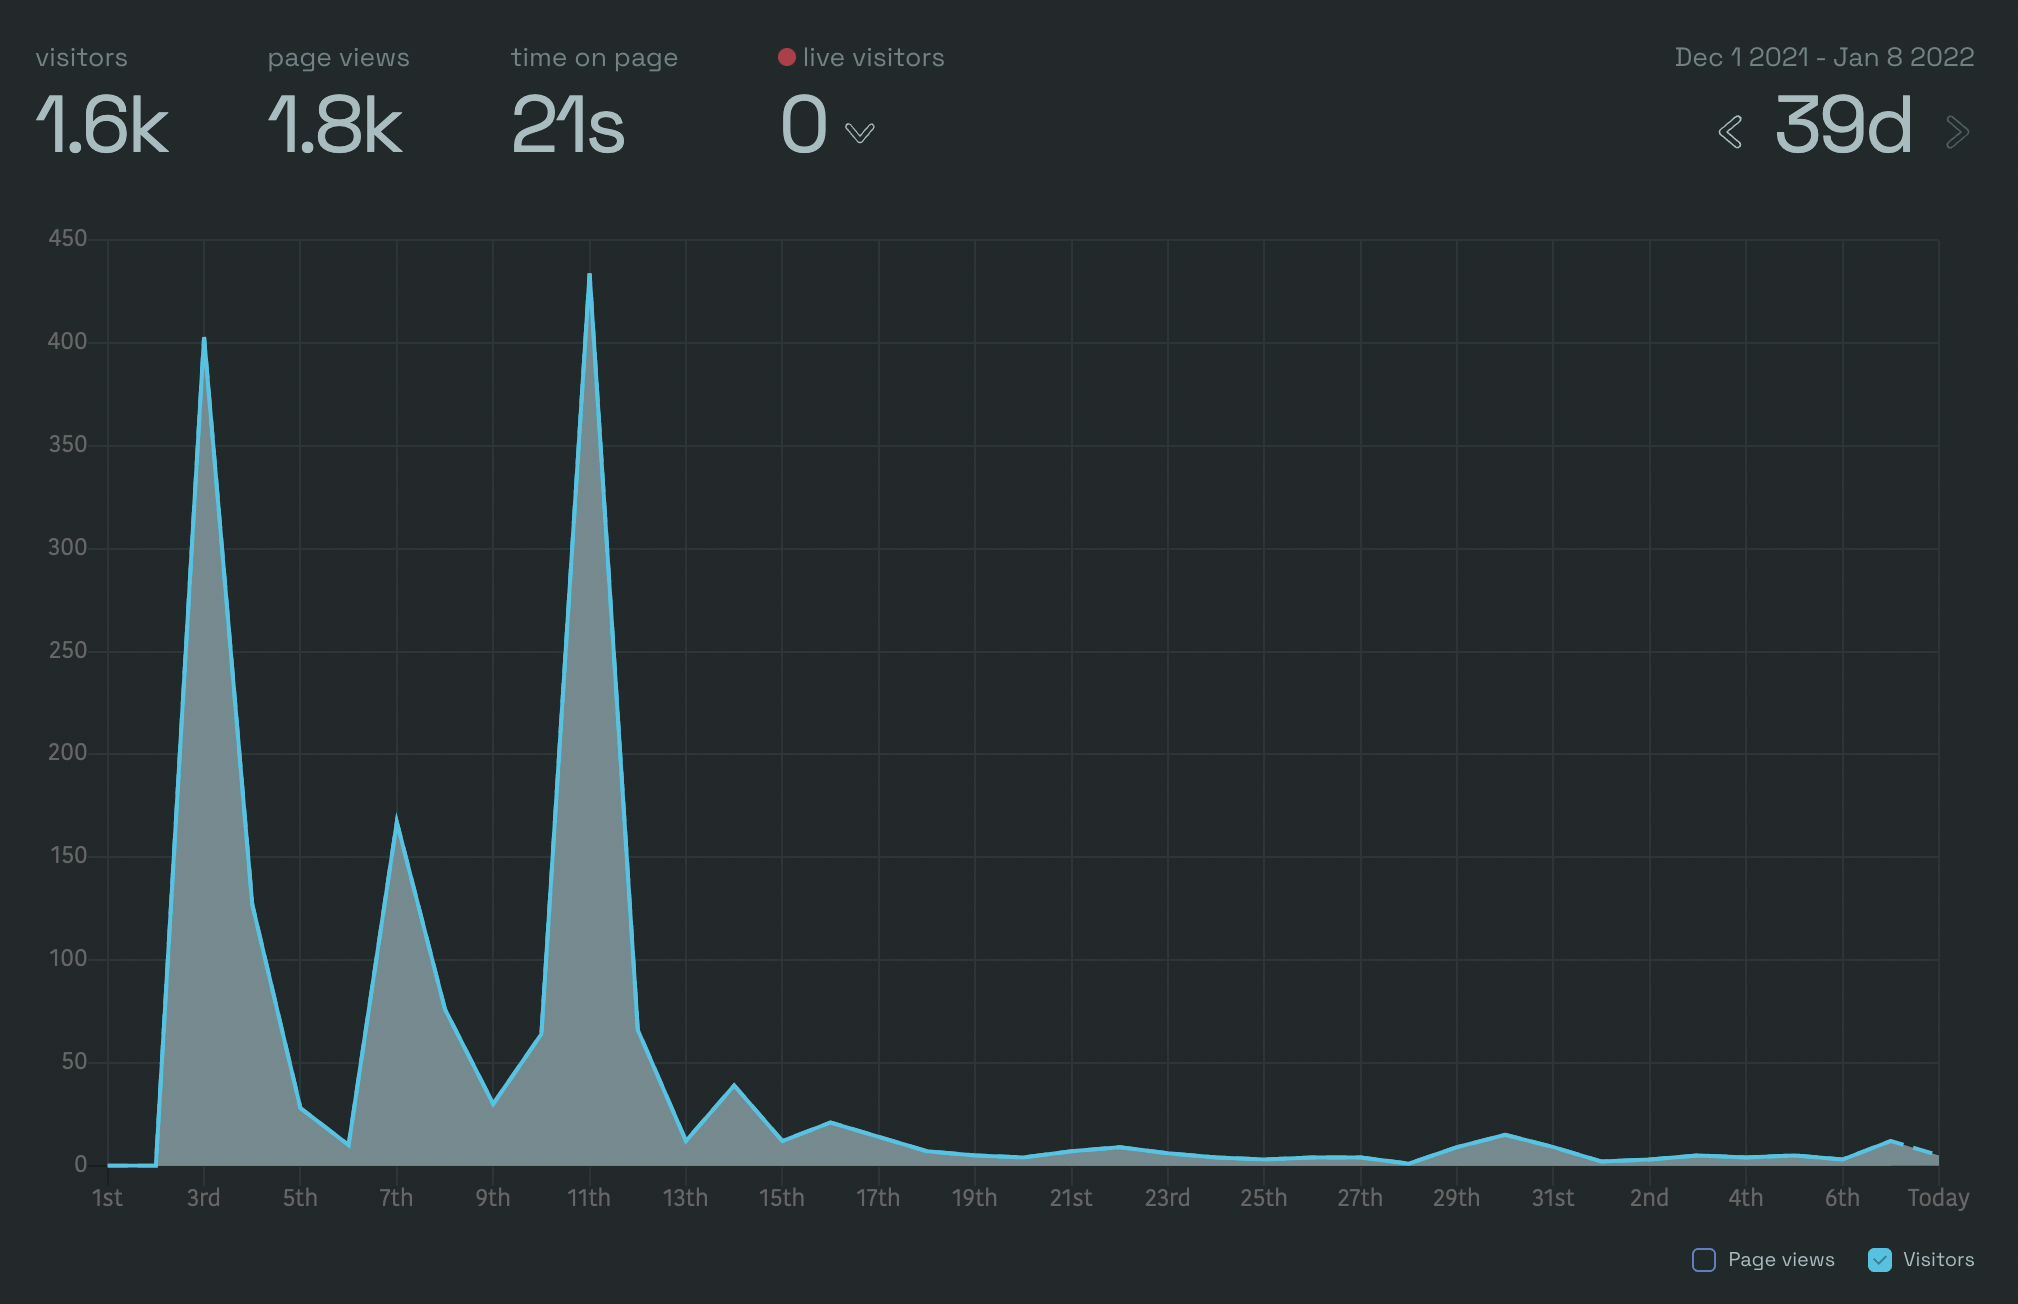 visitors page views time on page live visitors Dec 1 2021 - Jan 8 2022
1.6k 1.8k 21s 0 39d
450
400
350
300
250
200
150
100
50
0
1st 3rd 5th 7th 9th 11th 13th 15th 17th 19th 21st 23rd 25th 27th 29th 31st 2nd 4th 6th Today
Page views Visitors